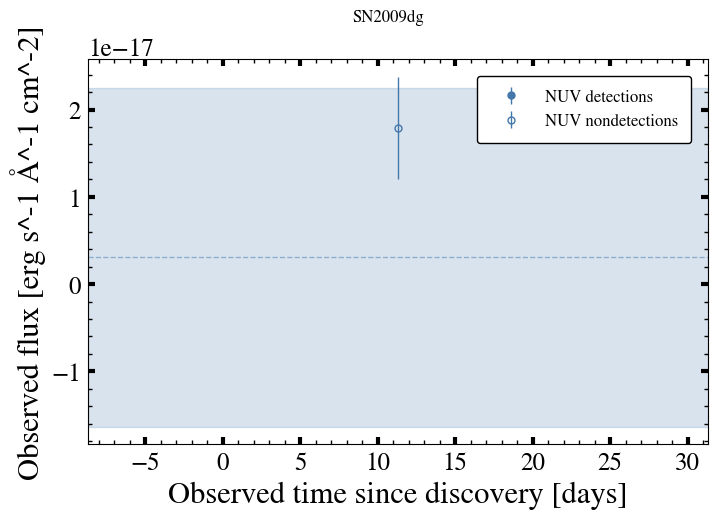 SN2009dg
1e−17
NUV detections
NUV nondetections
2
1
0
−1
−5
0
5
10
15
20
25
30
Observed flux [erg s^-1 Å^-1 cm^-2]
Observed time since discovery [days]